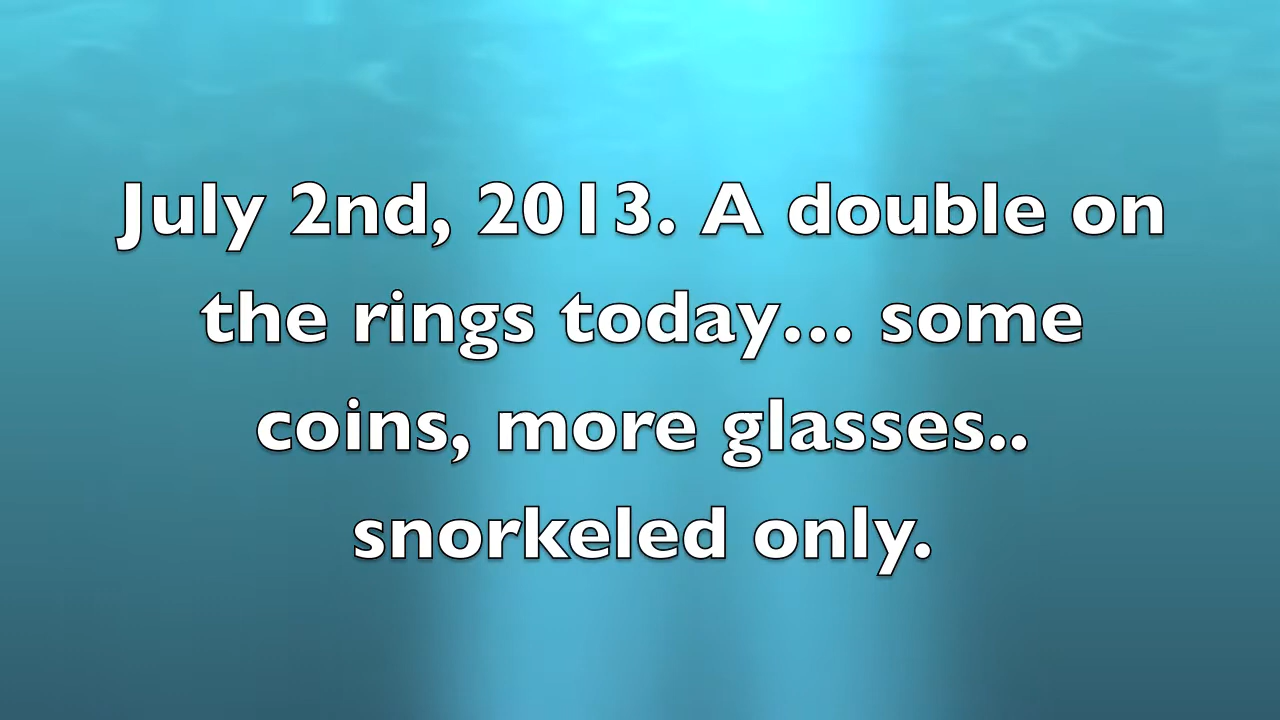 July 2nd, 2013. A double on
the rings today... some
coins, more glasses..
snorkeled only.